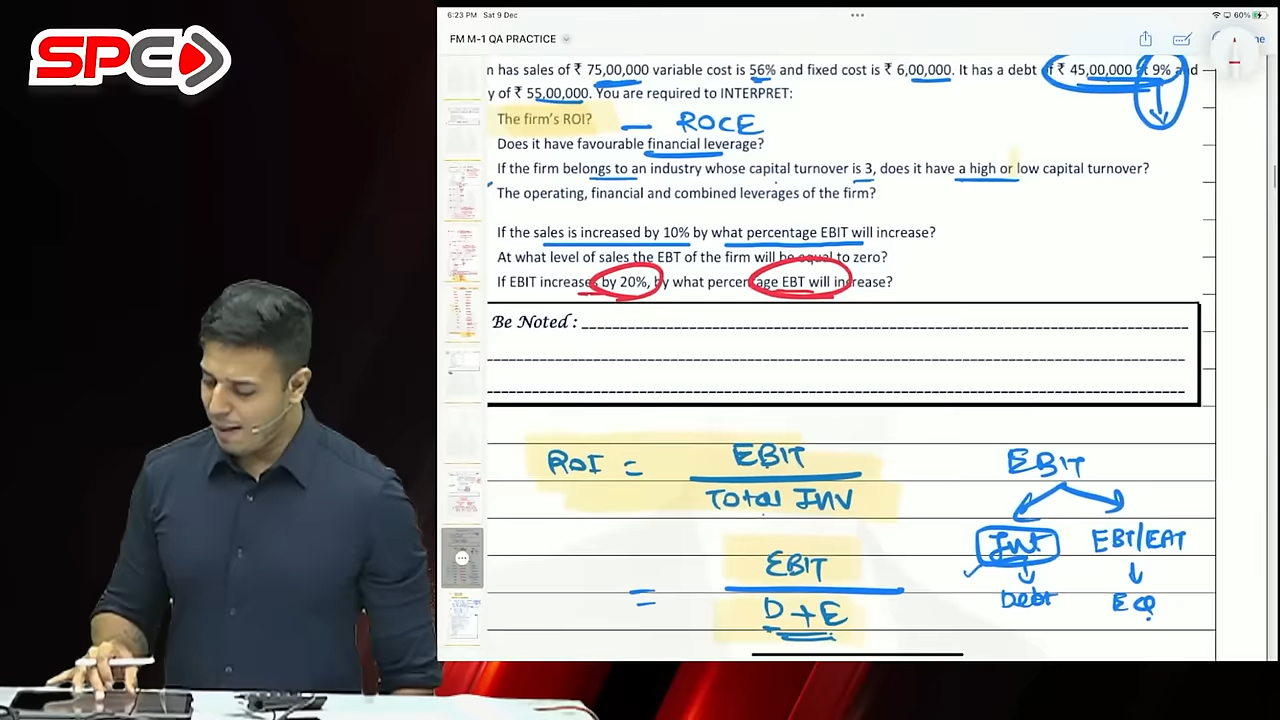 SPC
6:23 PM Sat 9 Dec
60%
FM M-1 QA PRACTICE
n has sales of ₹ 75,00,000 variable cost is 56% and fixed cost is ₹ 6,00,000. It has a debt of ₹ 45,00,000 at 9% and
y of ₹ 55,00,000. You are required to INTERPRET:
The firm's ROI? — ROCE
Does it have favourable financial leverage?
If the firm belongs to an industry whose capital turnover is 3, does it have a high or low capital turnover?
The operating, financial and combined leverages of the firm?
If the sales is increased by 10% by what percentage EBIT will increase?
At what level of sales the EBT of the firm will be equal to zero?
If EBIT increases by 20%, by what percentage EBT will increase?
Be Noted :
ROI = EBIT
TOTAL INV
= EBIT
D + E
EBIT
Int EBT/EAT
Debt EQ